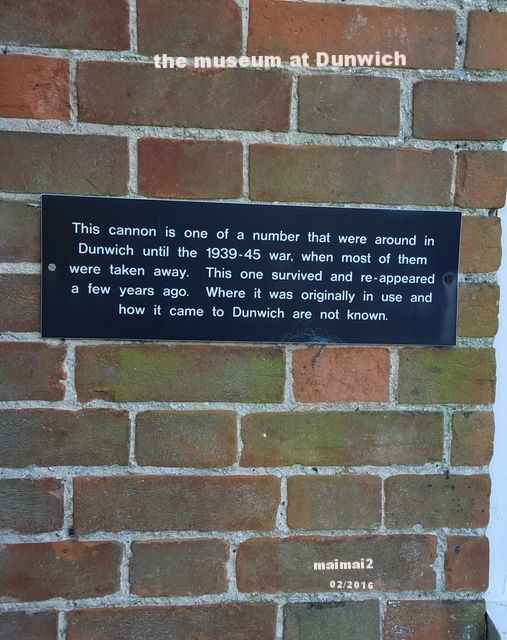 the museum at Dunwich
This cannon is one of a number that were around in
Dunwich until the 1939-45 war, when most of them
were taken away. This one survived and re-appeared
a few years ago. Where it was originally in use and
how it came to Dunwich are not known.
maimai2
02/2016